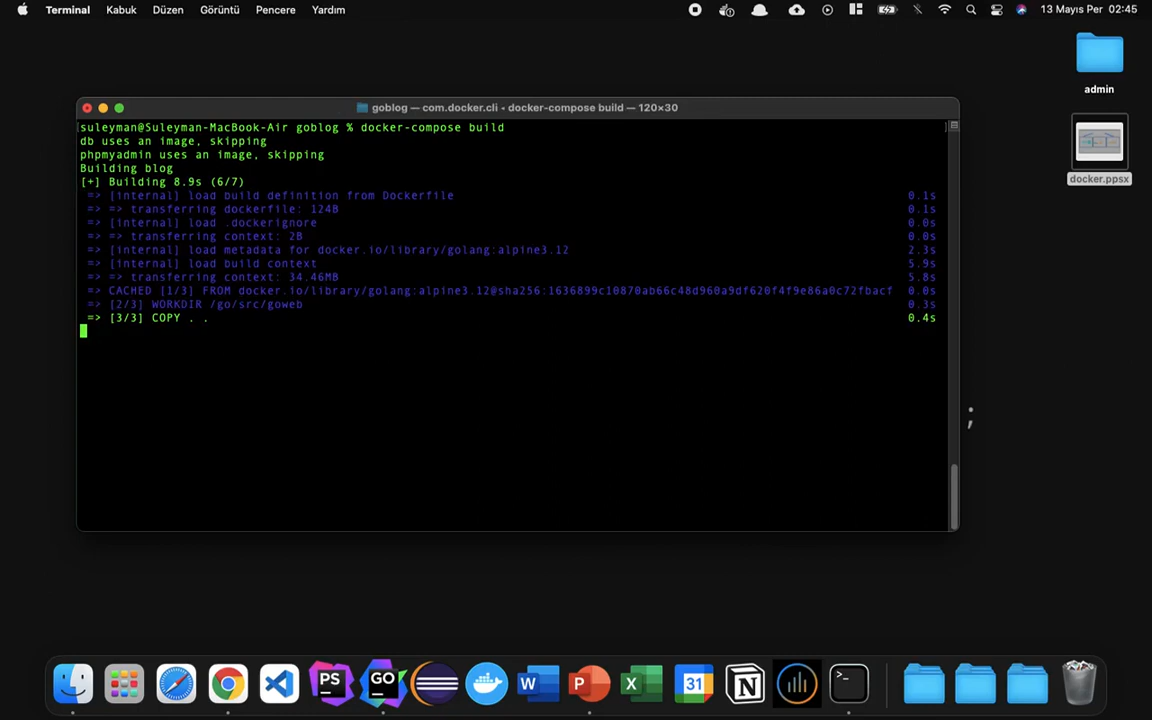 Terminal Kabuk Düzen Görüntü Pencere Yardım 13 Mayıs Per 02:45
admin
docker.ppsx
goblog — com.docker.cli • docker-compose build — 120×30
suleyman@Suleyman-MacBook-Air goblog % docker-compose build
db uses an image, skipping
phpmyadmin uses an image, skipping
Building blog
[+] Building 8.9s (6/7)
=> [internal] load build definition from Dockerfile 0.1s
=> => transferring dockerfile: 124B 0.1s
=> [internal] load .dockerignore 0.0s
=> => transferring context: 2B 0.0s
=> [internal] load metadata for docker.io/library/golang:alpine3.12 2.3s
=> [internal] load build context 5.9s
=> => transferring context: 34.46MB 5.8s
=> CACHED [1/3] FROM docker.io/library/golang:alpine3.12@sha256:1636899c10870ab66c48d960a9df620f4f9e86a0c72fbacf 0.0s
=> [2/3] WORKDIR /go/src/goweb 0.3s
=> [3/3] COPY . . 0.4s
;
PS GO W P X 31 N >_